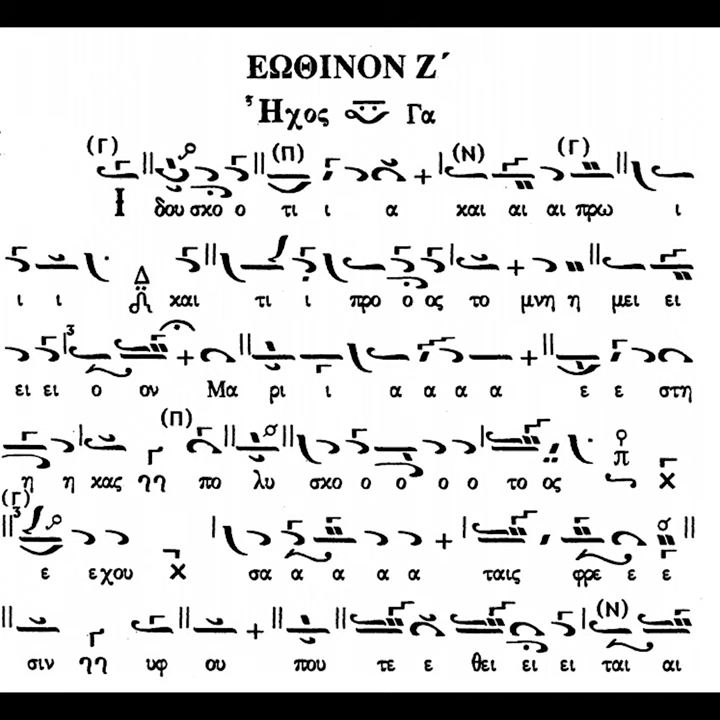 ΕΩΘΙΝΟΝ Ζ΄
Ἦχος Γα
(Γ) (Π) (Ν) (Γ)
Ι δου σκο ο τι ι α και αι αι πρω ι
Δ
ι ι και τι ι προ ο ος το μνη η μει ει
3
ει ει ο ον Μα ρι ι α α α α ε ε στη
(Π)
η η κας πο λυ σκο ο ο ο ο το ος π
(Γ)
3
ε εχου σα α α α α ταις φρε ε ε
(Ν)
σιν υφ ου που τε ε θει ει ει ται αι